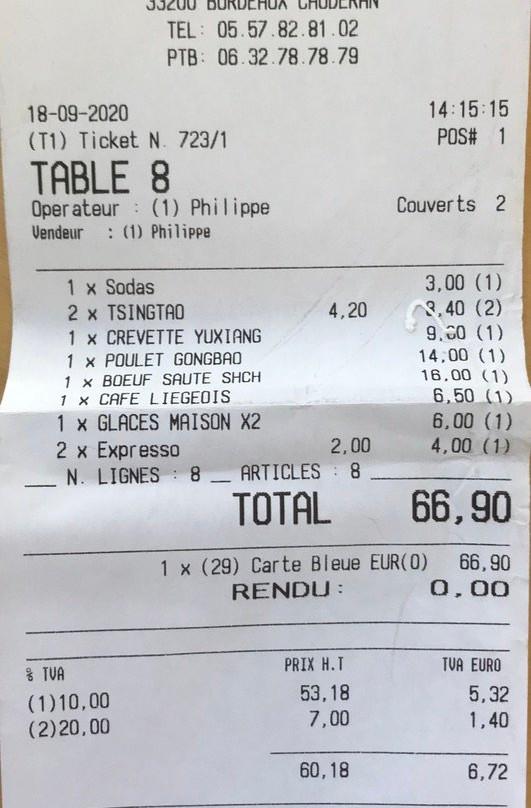 33200 BORDEAUX CAUDERAN
TEL: 05.57.82.81.02
PTB: 06.32.78.78.79
18-09-2020 14:15:15
(T1) Ticket N. 723/1 POS# 1
TABLE 8
Operateur : (1) Philippe Couverts 2
Vendeur : (1) Philippe
1 x Sodas 3,00 (1)
2 x TSINGTAO 4,20 8,40 (2)
1 x CREVETTE YUXIANG 9,00 (1)
1 x POULET GONGBAO 14,00 (1)
1 x BOEUF SAUTE SHCH 16,00 (1)
1 x CAFE LIEGEOIS 6,50 (1)
1 x GLACES MAISON X2 6,00 (1)
2 x Expresso 2,00 4,00 (1)
N. LIGNES : 8 __ ARTICLES : 8
TOTAL 66,90
1 x (29) Carte Bleue EUR(O) 66,90
RENDU: 0,00
% TVA PRIX H.T TVA EURO
(1)10,00 53,18 5,32
(2)20,00 7,00 1,40
60,18 6,72